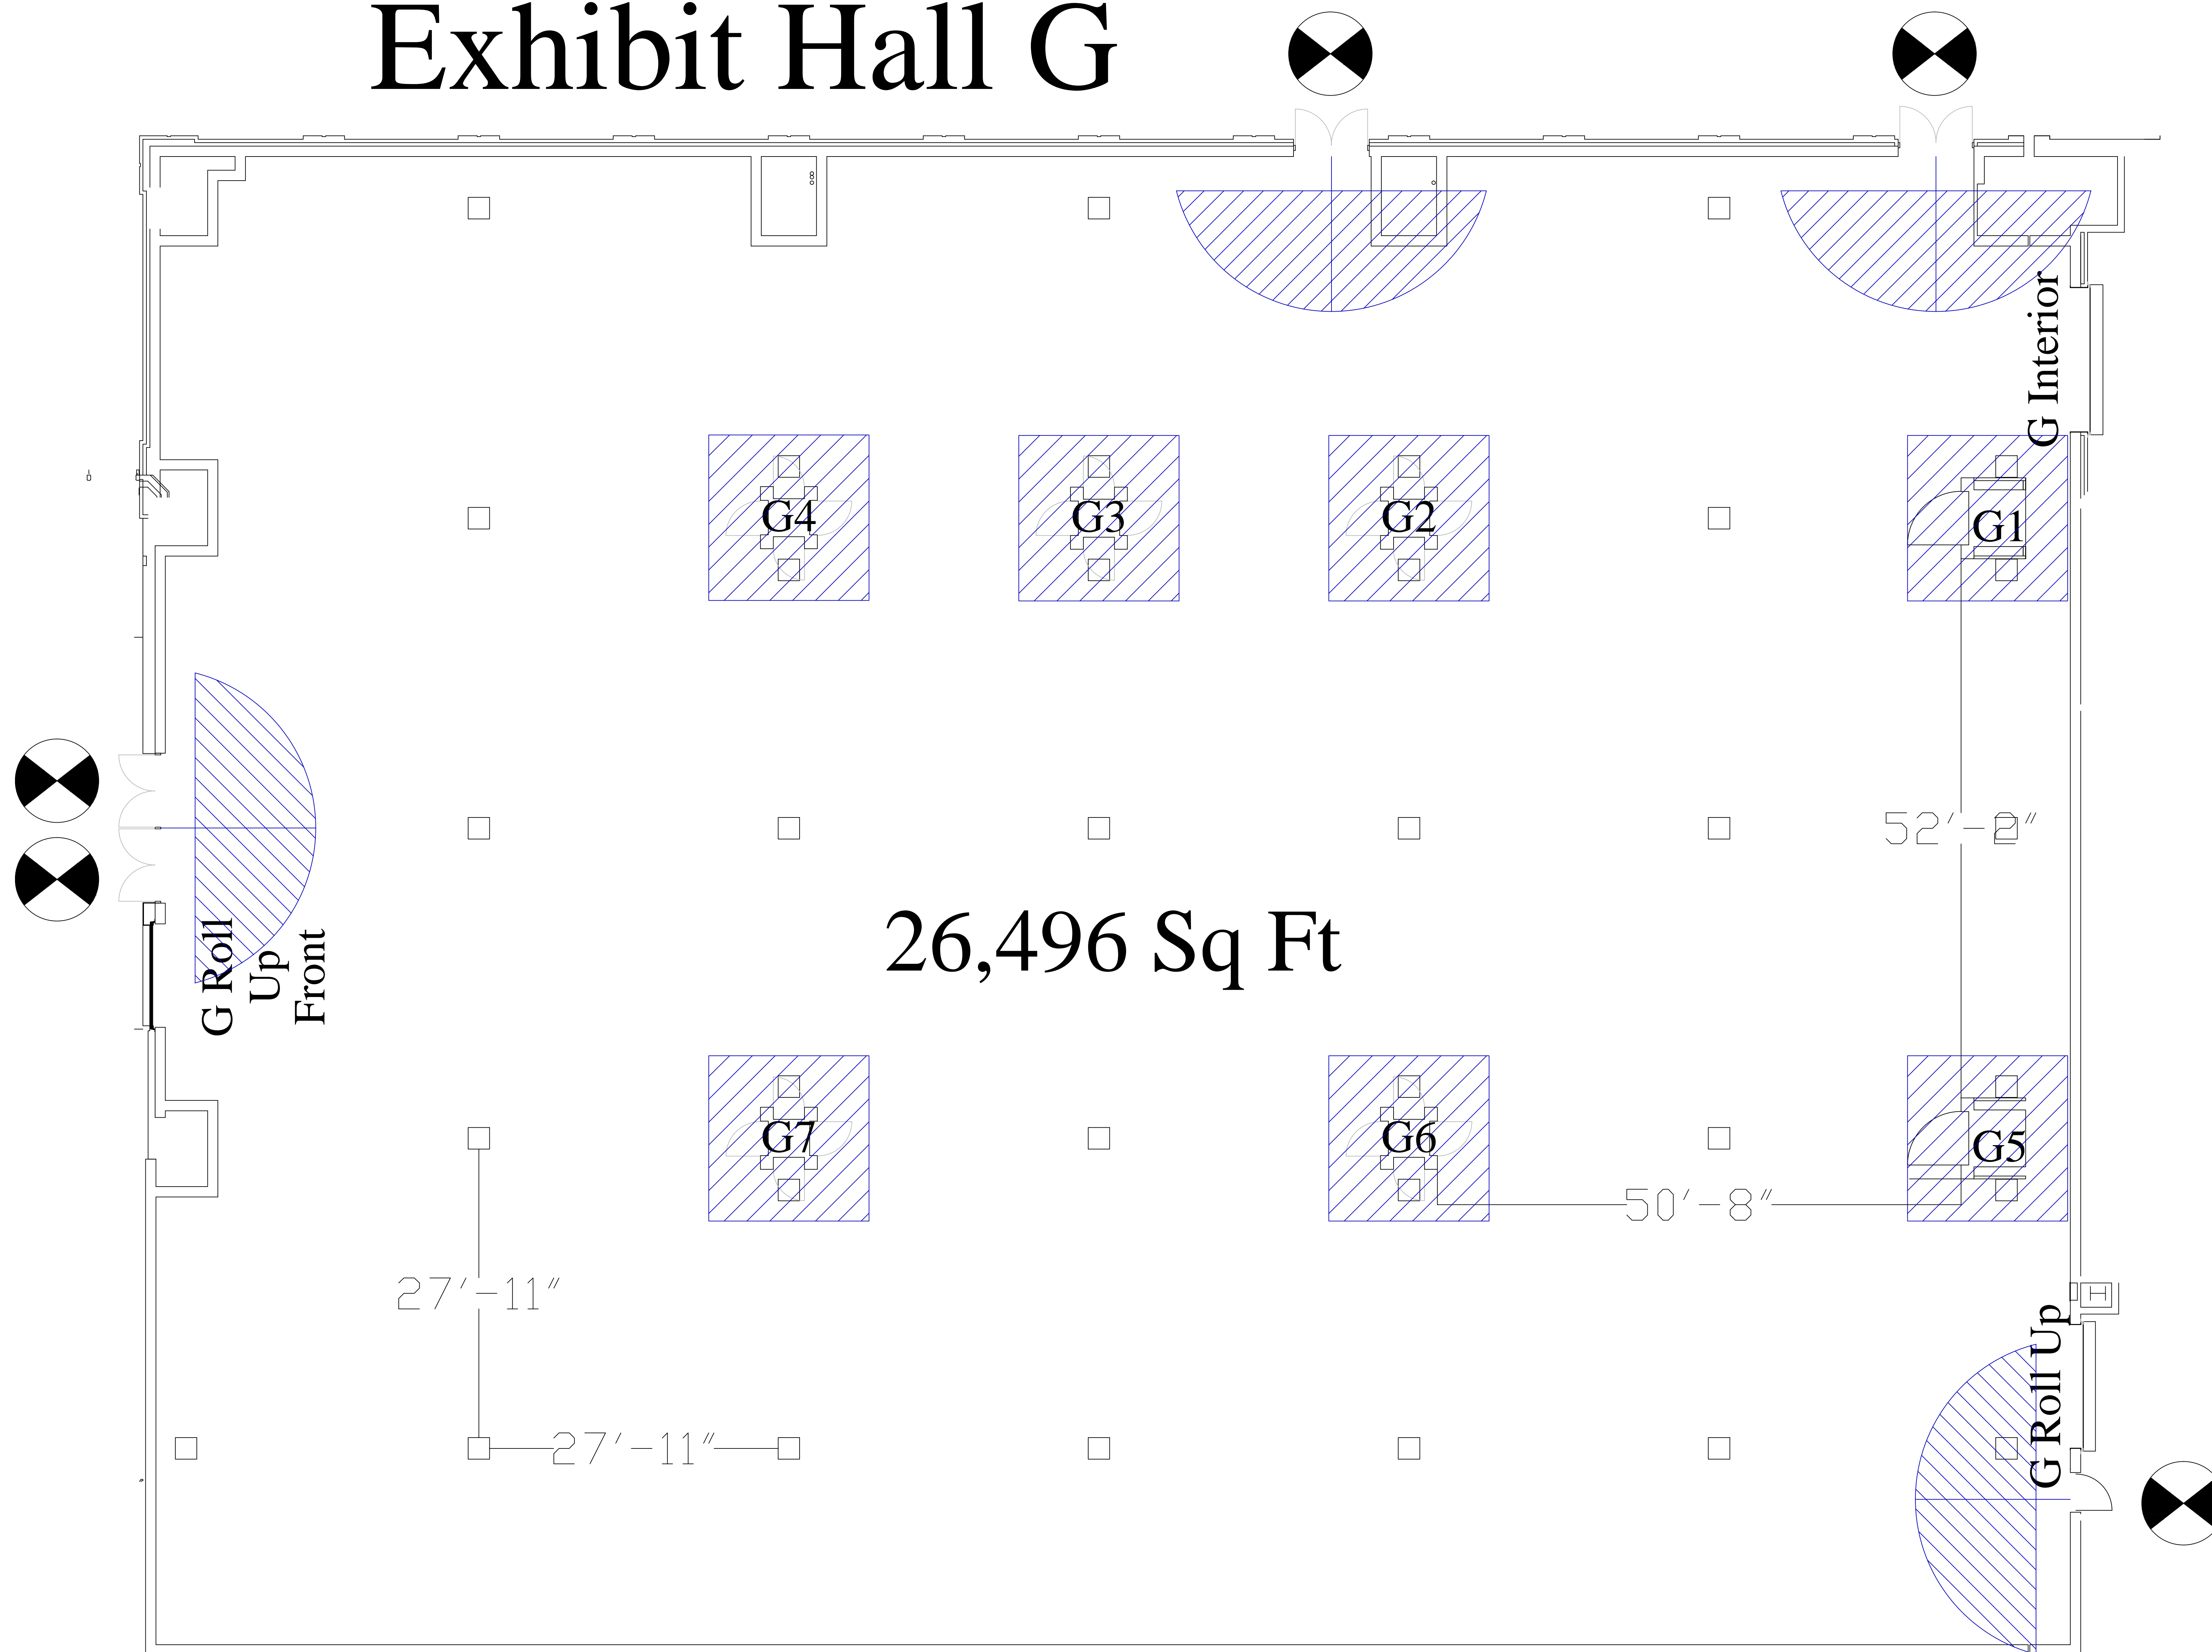 Exhibit Hall G
G Interior
G4
G3
G2
G1
52'-2"
26,496 Sq Ft
G Roll
Up
Front
G7
G6
G5
50'-8"
27'-11"
G Roll Up
27'-11"